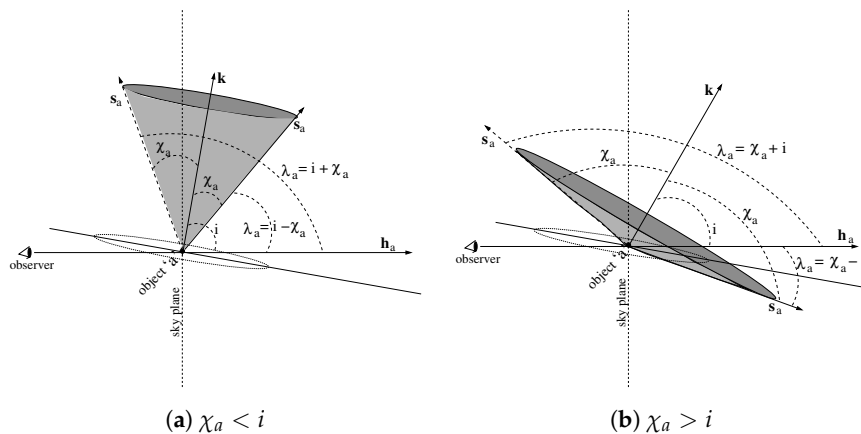 k
s_a
s_a
χ_a
χ_a
λ_a = i + χ_a
λ_a = i − χ_a
i
h_a
observer
object 'a'
sky plane
(a) χ_a < i
k
s_a
χ_a
λ_a = χ_a + i
χ_a
i
h_a
observer
λ_a = χ_a −
object 'a
s_a
sky plane
(b) χ_a > i